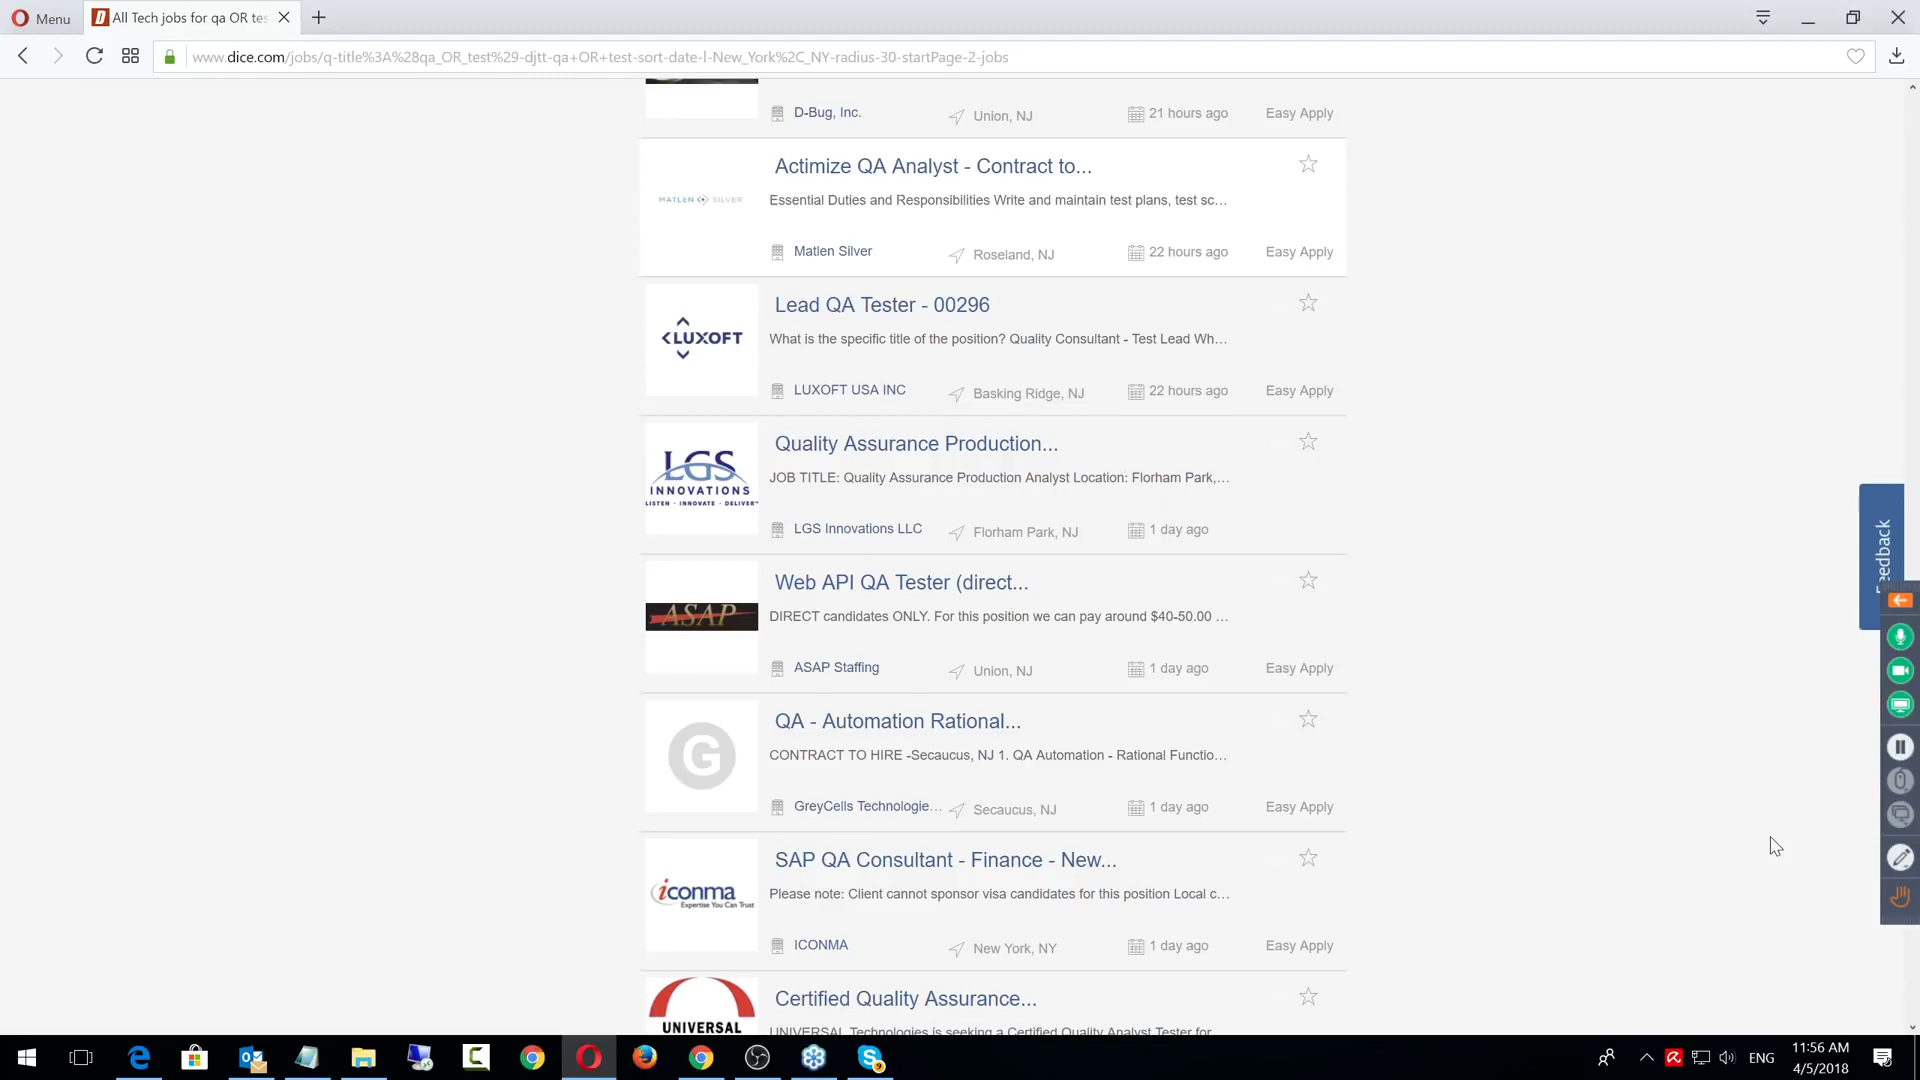 Menu
All Tech jobs for qa OR tes
www.dice.com/jobs/q-title%3A%28qa_OR_test%29-djtt-qa+OR+test-sort-date-l-New_York%2C_NY-radius-30-startPage-2-jobs
D-Bug, Inc. Union, NJ 21 hours ago Easy Apply
Actimize QA Analyst - Contract to...
MATLEN SILVER
Essential Duties and Responsibilities Write and maintain test plans, test sc...
Matlen Silver Roseland, NJ 22 hours ago Easy Apply
Lead QA Tester - 00296
LUXOFT
What is the specific title of the position? Quality Consultant - Test Lead Wh...
LUXOFT USA INC Basking Ridge, NJ 22 hours ago Easy Apply
Quality Assurance Production...
LGS
INNOVATIONS
LISTEN · INNOVATE · DELIVER
JOB TITLE: Quality Assurance Production Analyst Location: Florham Park,...
LGS Innovations LLC Florham Park, NJ 1 day ago
Feedback
Web API QA Tester (direct...
ASAP
DIRECT candidates ONLY. For this position we can pay around $40-50.00 ...
ASAP Staffing Union, NJ 1 day ago Easy Apply
QA - Automation Rational...
G
CONTRACT TO HIRE -Secaucus, NJ 1. QA Automation - Rational Functio...
GreyCells Technologie... Secaucus, NJ 1 day ago Easy Apply
SAP QA Consultant - Finance - New...
iconma
Expertise You Can Trust
Please note: Client cannot sponsor visa candidates for this position Local c...
ICONMA New York, NY 1 day ago Easy Apply
Certified Quality Assurance...
UNIVERSAL
UNIVERSAL Technologies is seeking a Certified Quality Analyst Tester for
ENG
11:56 AM
4/5/2018